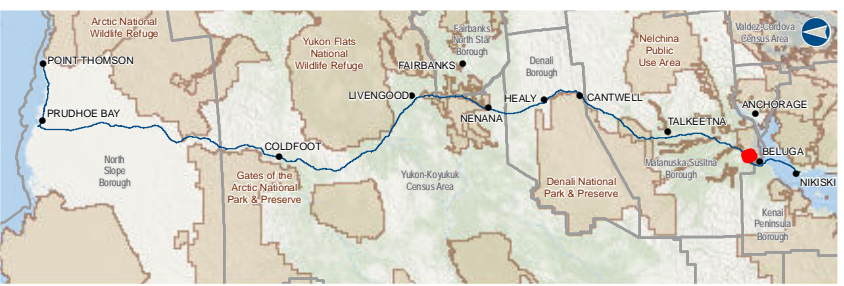 Arctic National
Wildlife Refuge
POINT THOMSON
PRUDHOE BAY
North
Slope
Borough
COLDFOOT
Gates of the
Arctic National
Park & Preserve
Yukon Flats
National
Wildlife Refuge
LIVENGOOD
Fairbanks
North Star
Borough
FAIRBANKS
NENANA
Yukon-Koyukuk
Census Area
Denali
Borough
HEALY
CANTWELL
Denali National
Park & Preserve
Nelchina
Public
Use Area
TALKEETNA
Matanuska-Susitna
Borough
Valdez-Cordova
Census Area
ANCHORAGE
BELUGA
NIKISKI
Kenai
Peninsula
Borough